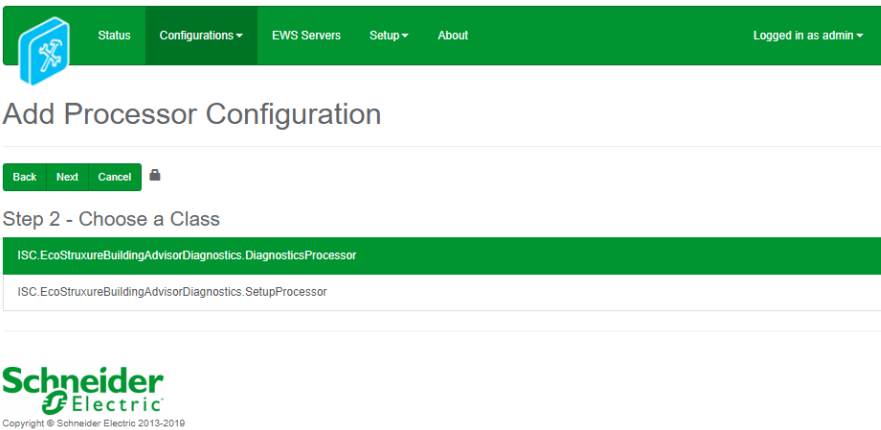 Status Configurations EWS Servers Setup About Logged in as admin
Add Processor Configuration
Back Next Cancel
Step 2 - Choose a Class
ISC.EcoStruxureBuildingAdvisorDiagnostics.DiagnosticsProcessor
ISC.EcoStruxureBuildingAdvisorDiagnostics.SetupProcessor
Schneider
Electric
Copyright © Schneider Electric 2013-2019